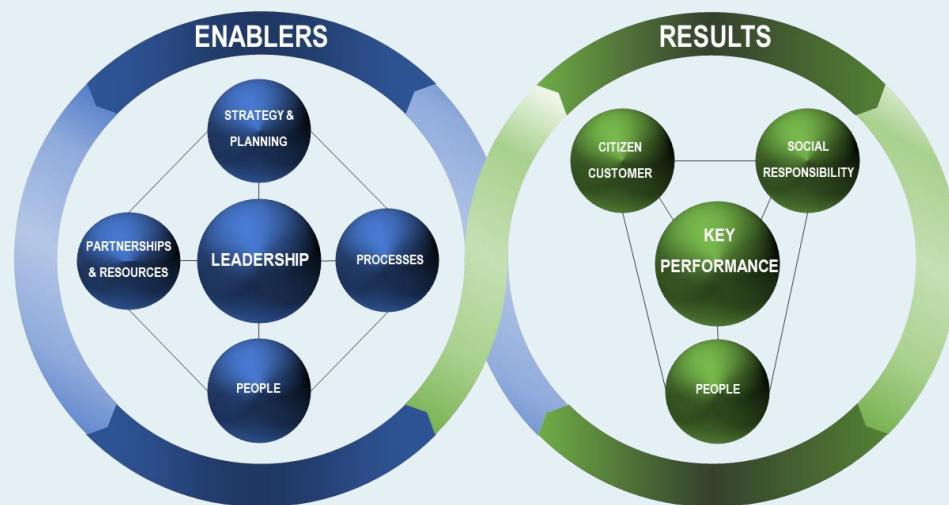 ENABLERS
STRATEGY &
PLANNING
PARTNERSHIPS
& RESOURCES
LEADERSHIP
PROCESSES
PEOPLE
RESULTS
CITIZEN
CUSTOMER
SOCIAL
RESPONSIBILITY
KEY
PERFORMANCE
PEOPLE